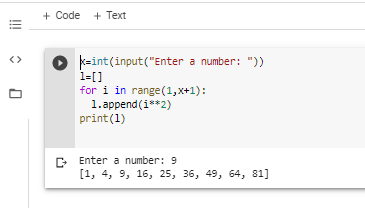 + Code + Text
x=int(input("Enter a number: "))
l=[]
for i in range(1,x+1):
  l.append(i**2)
print(l)
Enter a number: 9
[1, 4, 9, 16, 25, 36, 49, 64, 81]